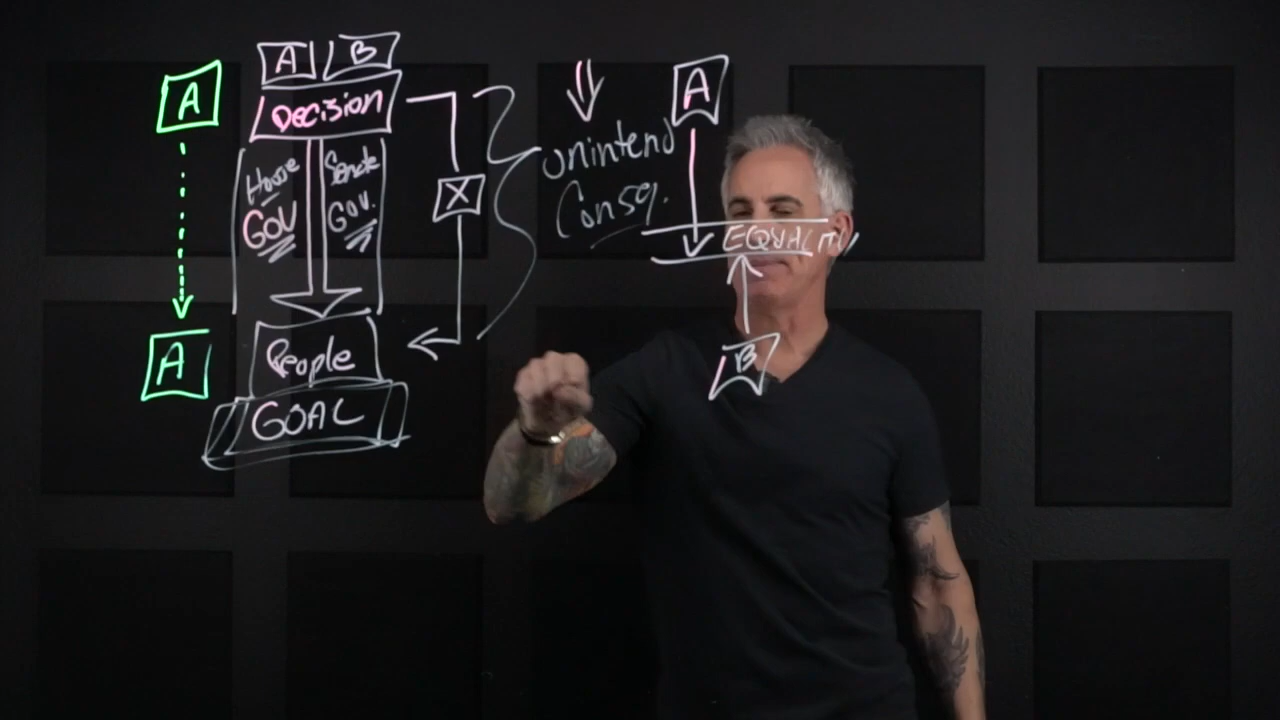 A
A B
Decision
House
GOV
Senate
GOV.
X
People
GOAL
A
unintend
Consq.
A
EQUALITY
B